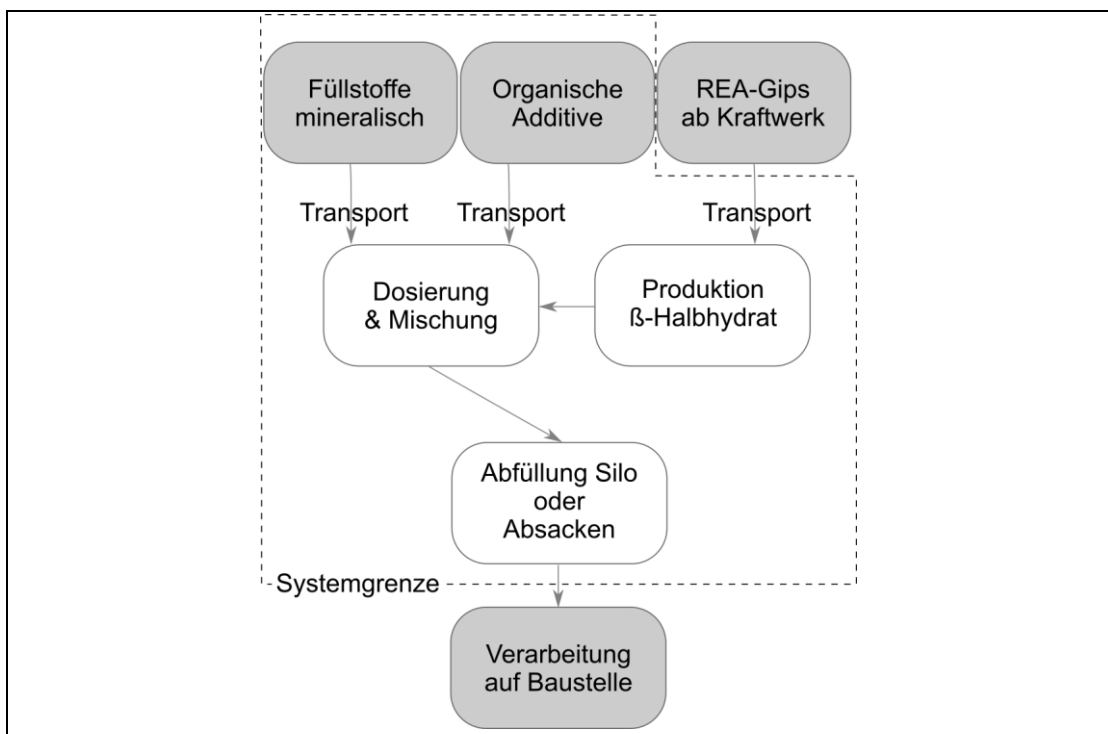 Füllstoffe
mineralisch
Organische
Additive
REA-Gips
ab Kraftwerk
Transport
Transport
Transport
Dosierung
& Mischung
Produktion
ß-Halbhydrat
Abfüllung Silo
oder
Absacken
Systemgrenze
Verarbeitung
auf Baustelle